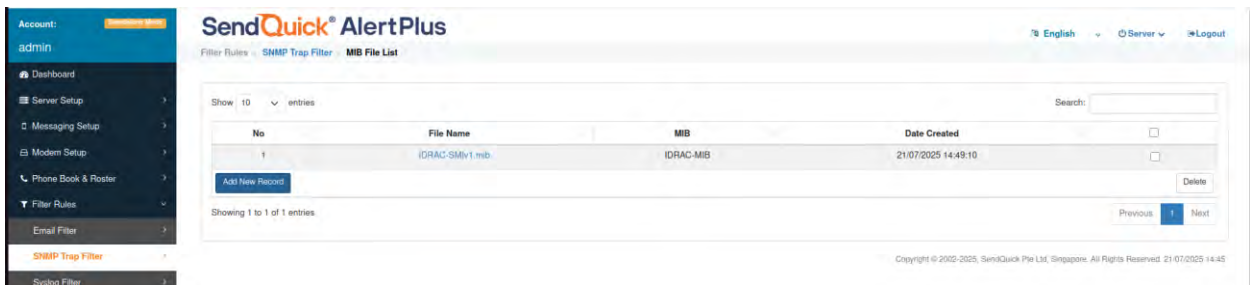 Account:
admin
Dashboard
Server Setup
Messaging Setup
Modem Setup
Phone Book & Roster
Filter Rules
Email Filter
SNMP Trap Filter
Syslog Filter
SendQuick® AlertPlus
Filter Rules SNMP Trap Filter MIB File List
English Server Logout
Show 10 entries Search:
No File Name MIB Date Created
1 iDRAC-SMIv1.mib IDRAC-MIB 21/07/2025 14:49:10
Add New Record Delete
Showing 1 to 1 of 1 entries Previous 1 Next
Copyright © 2002-2025, SendQuick Pte Ltd, Singapore. All Rights Reserved. 21/07/2025 14:45